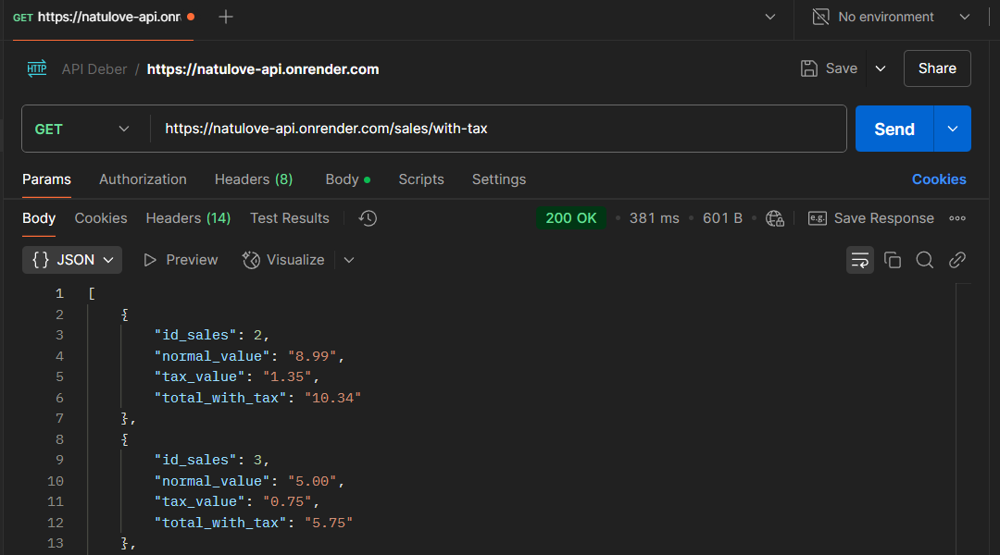 GET https://natulove-api.onr
No environment
HTTP API Deber / https://natulove-api.onrender.com
Save
Share
GET
https://natulove-api.onrender.com/sales/with-tax
Send
Params Authorization Headers (8) Body Scripts Settings Cookies
Body Cookies Headers (14) Test Results 200 OK • 381 ms • 601 B • e.g. Save Response
{} JSON Preview Visualize
1 [
2 {
3 "id_sales": 2,
4 "normal_value": "8.99",
5 "tax_value": "1.35",
6 "total_with_tax": "10.34"
7 },
8 {
9 "id_sales": 3,
10 "normal_value": "5.00",
11 "tax_value": "0.75",
12 "total_with_tax": "5.75"
13 },